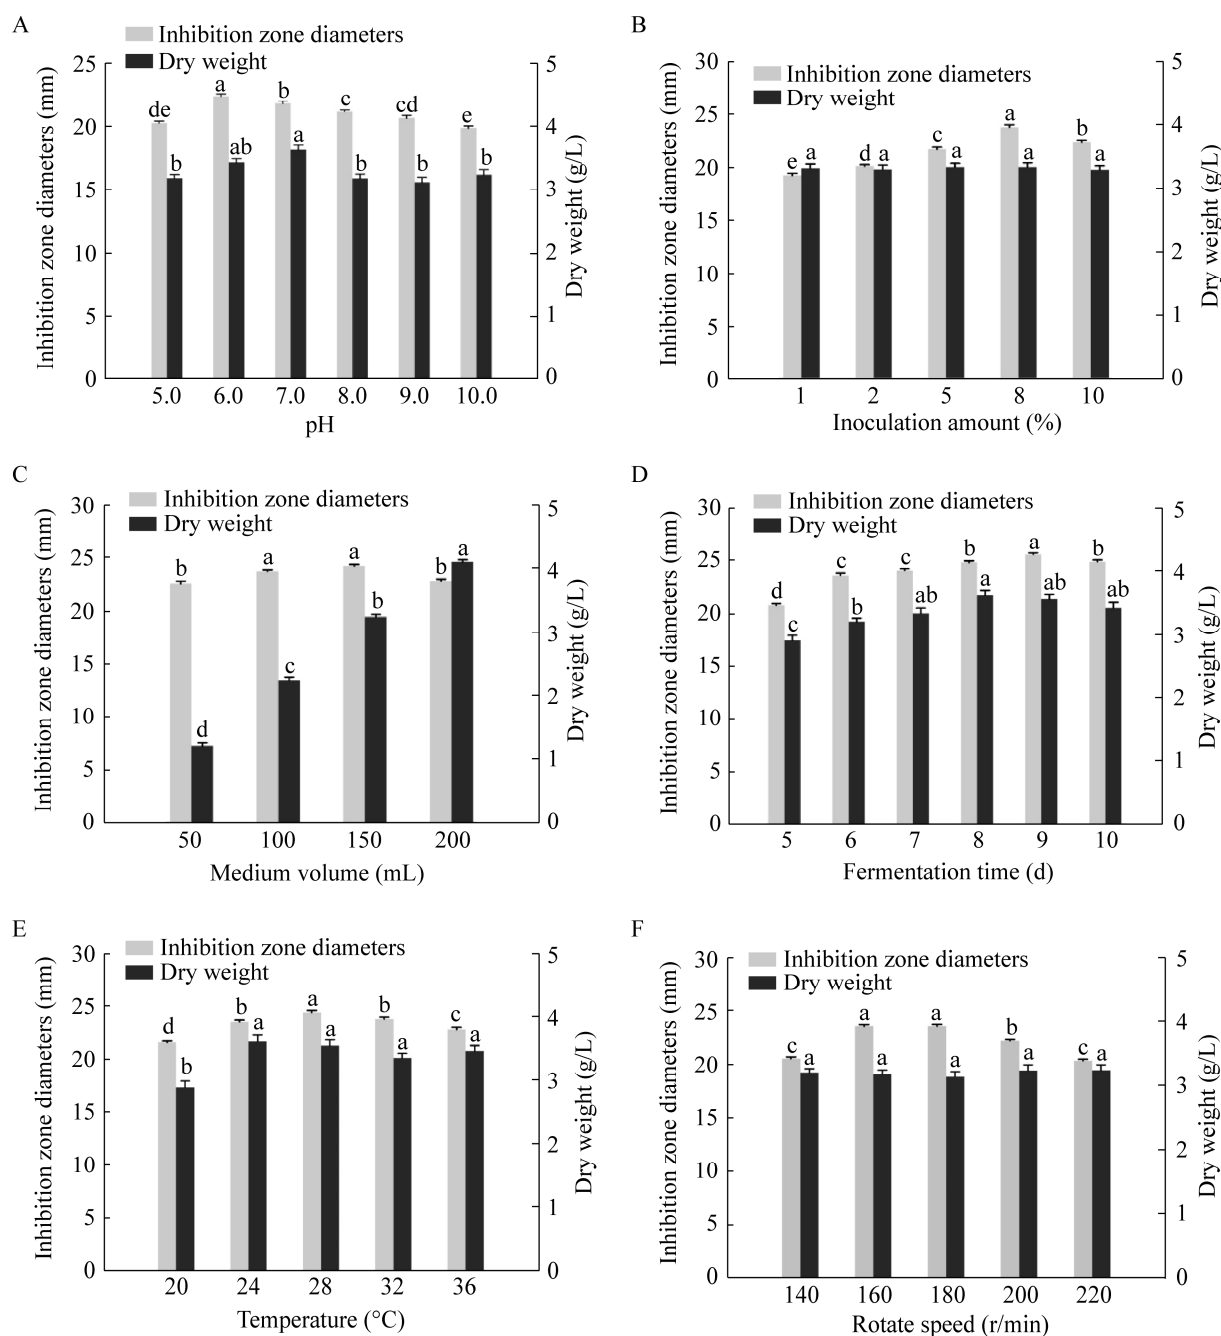 A
Inhibition zone diameters
Dry weight
Inhibition zone diameters (mm)
25
20
15
10
5
0
de b
a ab
b a
c b
cd b
e b
5
4
3
2
1
0
Dry weight (g/L)
5.0 6.0 7.0 8.0 9.0 10.0
pH
B
Inhibition zone diameters
Dry weight
Inhibition zone diameters (mm)
30
25
20
15
10
5
0
e a
d a
c a
a a
b a
5
4
3
2
1
0
Dry weight (g/L)
1 2 5 8 10
Inoculation amount (%)
C
Inhibition zone diameters
Dry weight
Inhibition zone diameters (mm)
30
25
20
15
10
5
0
b d
a c
a b
b a
5
4
3
2
1
0
Dry weight (g/L)
50 100 150 200
Medium volume (mL)
D
Inhibition zone diameters
Dry weight
Inhibition zone diameters (mm)
30
25
20
15
10
5
0
d c
c b
c ab
b a
a ab
b ab
5
4
3
2
1
0
Dry weight (g/L)
5 6 7 8 9 10
Fermentation time (d)
E
Inhibition zone diameters
Dry weight
Inhibition zone diameters (mm)
30
25
20
15
10
5
0
d b
b a
a a
b a
c a
5
4
3
2
1
0
Dry weight (g/L)
20 24 28 32 36
Temperature (°C)
F
Inhibition zone diameters
Dry weight
Inhibition zone diameters (mm)
30
25
20
15
10
5
0
c a
a a
a a
b a
c a
5
4
3
2
1
0
Dry weight (g/L)
140 160 180 200 220
Rotate speed (r/min)